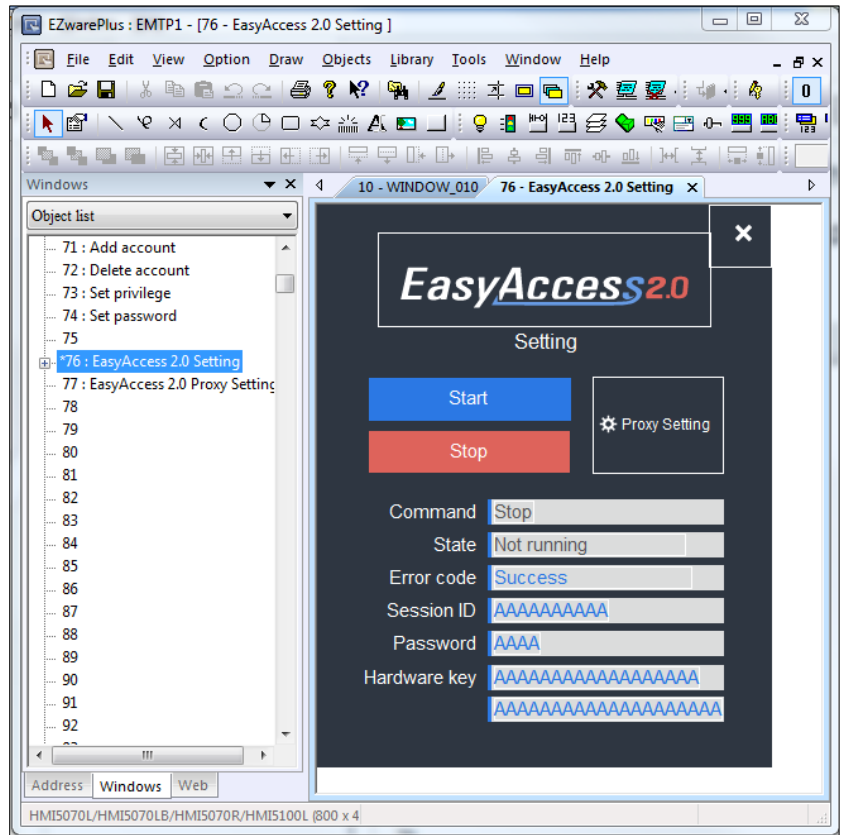 EZwarePlus : EMTP1 - [76 - EasyAccess 2.0 Setting ]
File Edit View Option Draw Objects Library Tools Window Help
0
Windows
10 - WINDOW_010
76 - EasyAccess 2.0 Setting
Object list
71 : Add account
72 : Delete account
73 : Set privilege
74 : Set password
75
*76 : EasyAccess 2.0 Setting
77 : EasyAccess 2.0 Proxy Setting
78
79
80
81
82
83
84
85
86
87
88
89
90
91
92
Address Windows Web
EasyAccess2.0
Setting
Start
Stop
Proxy Setting
Command Stop
State Not running
Error code Success
Session ID AAAAAAAAAA
Password AAAA
Hardware key AAAAAAAAAAAAAAAAAA
AAAAAAAAAAAAAAAAAAAA
HMI5070L/HMI5070LB/HMI5070R/HMI5100L (800 x 4